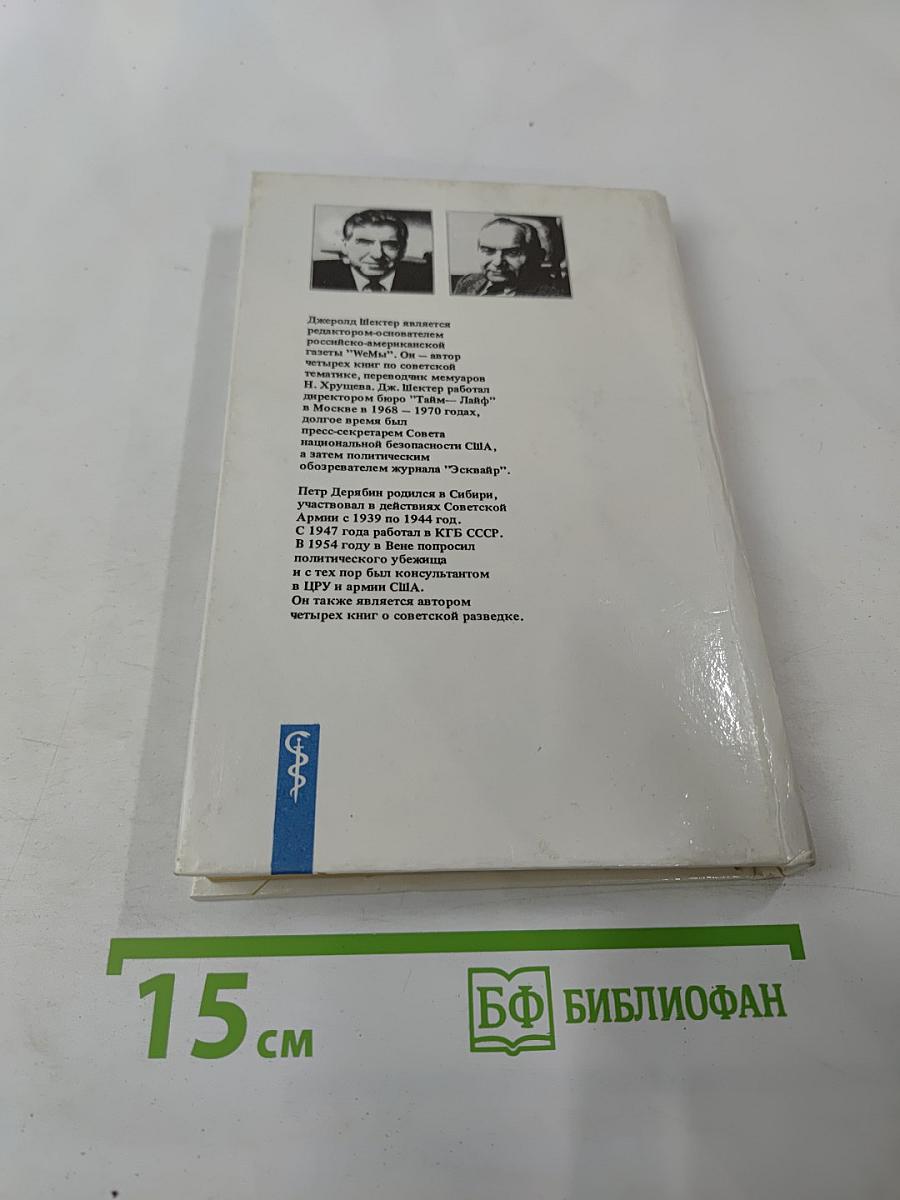 Джеролд Шектер является
редактором-основателем
российско-американской
газеты "WeМы". Он — автор
четырех книг по советской
тематике, переводчик мемуаров
Н. Хрущева. Дж. Шектер работал
директором бюро "Тайм— Лайф"
в Москве в 1968 — 1970 годах,
долгое время был
пресс-секретарем Совета
национальной безопасности США,
а затем политическим
обозревателем журнала "Эсквайр".
Петр Дерябин родился в Сибири,
участвовал в действиях Советской
Армии с 1939 по 1944 год.
С 1947 года работал в КГБ СССР.
В 1954 году в Вене попросил
политического убежища
и с тех пор был консультантом
в ЦРУ и армии США.
Он также является автором
четырех книг о советской разведке.
15 см
БФ БИБЛИОФАН